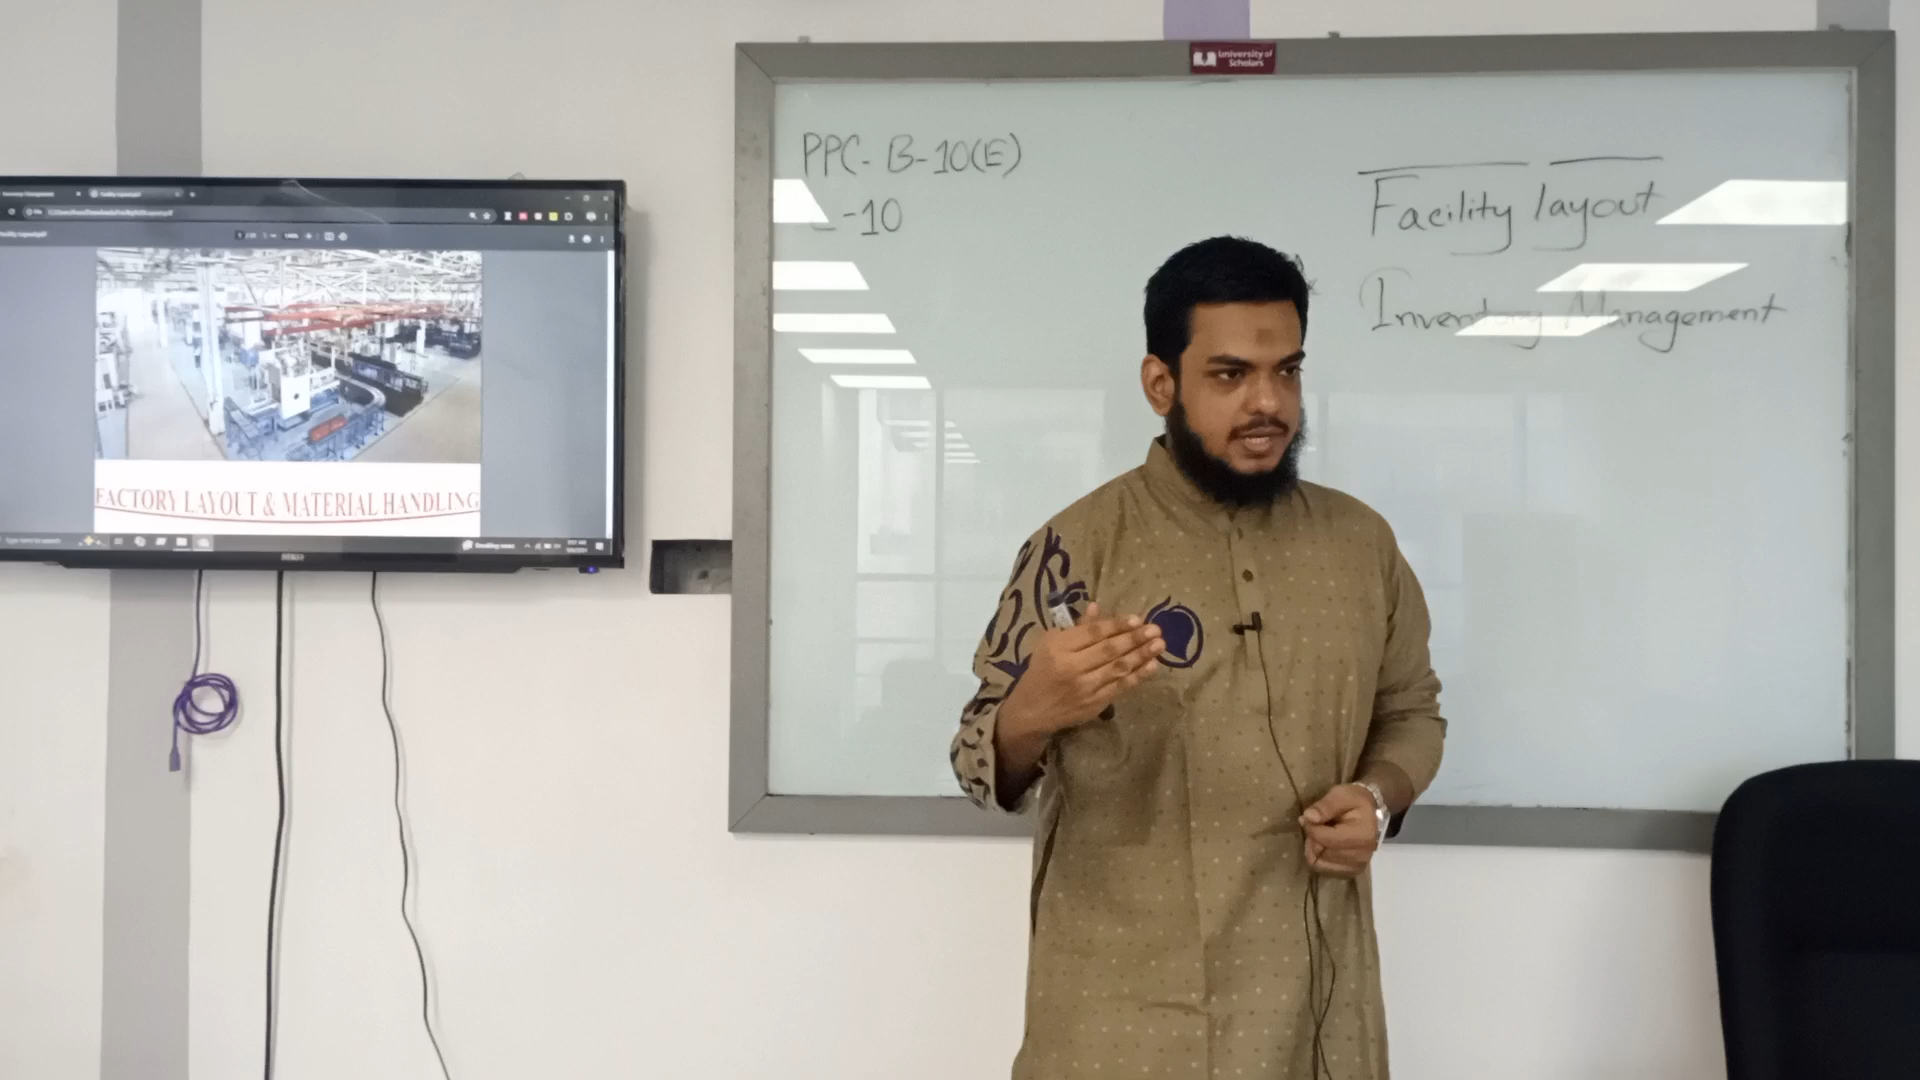 University of
Scholars
PPC- B-10(E)
-10
Facility layout
Inventory Management
FACTORY LAYOUT & MATERIAL HANDLING